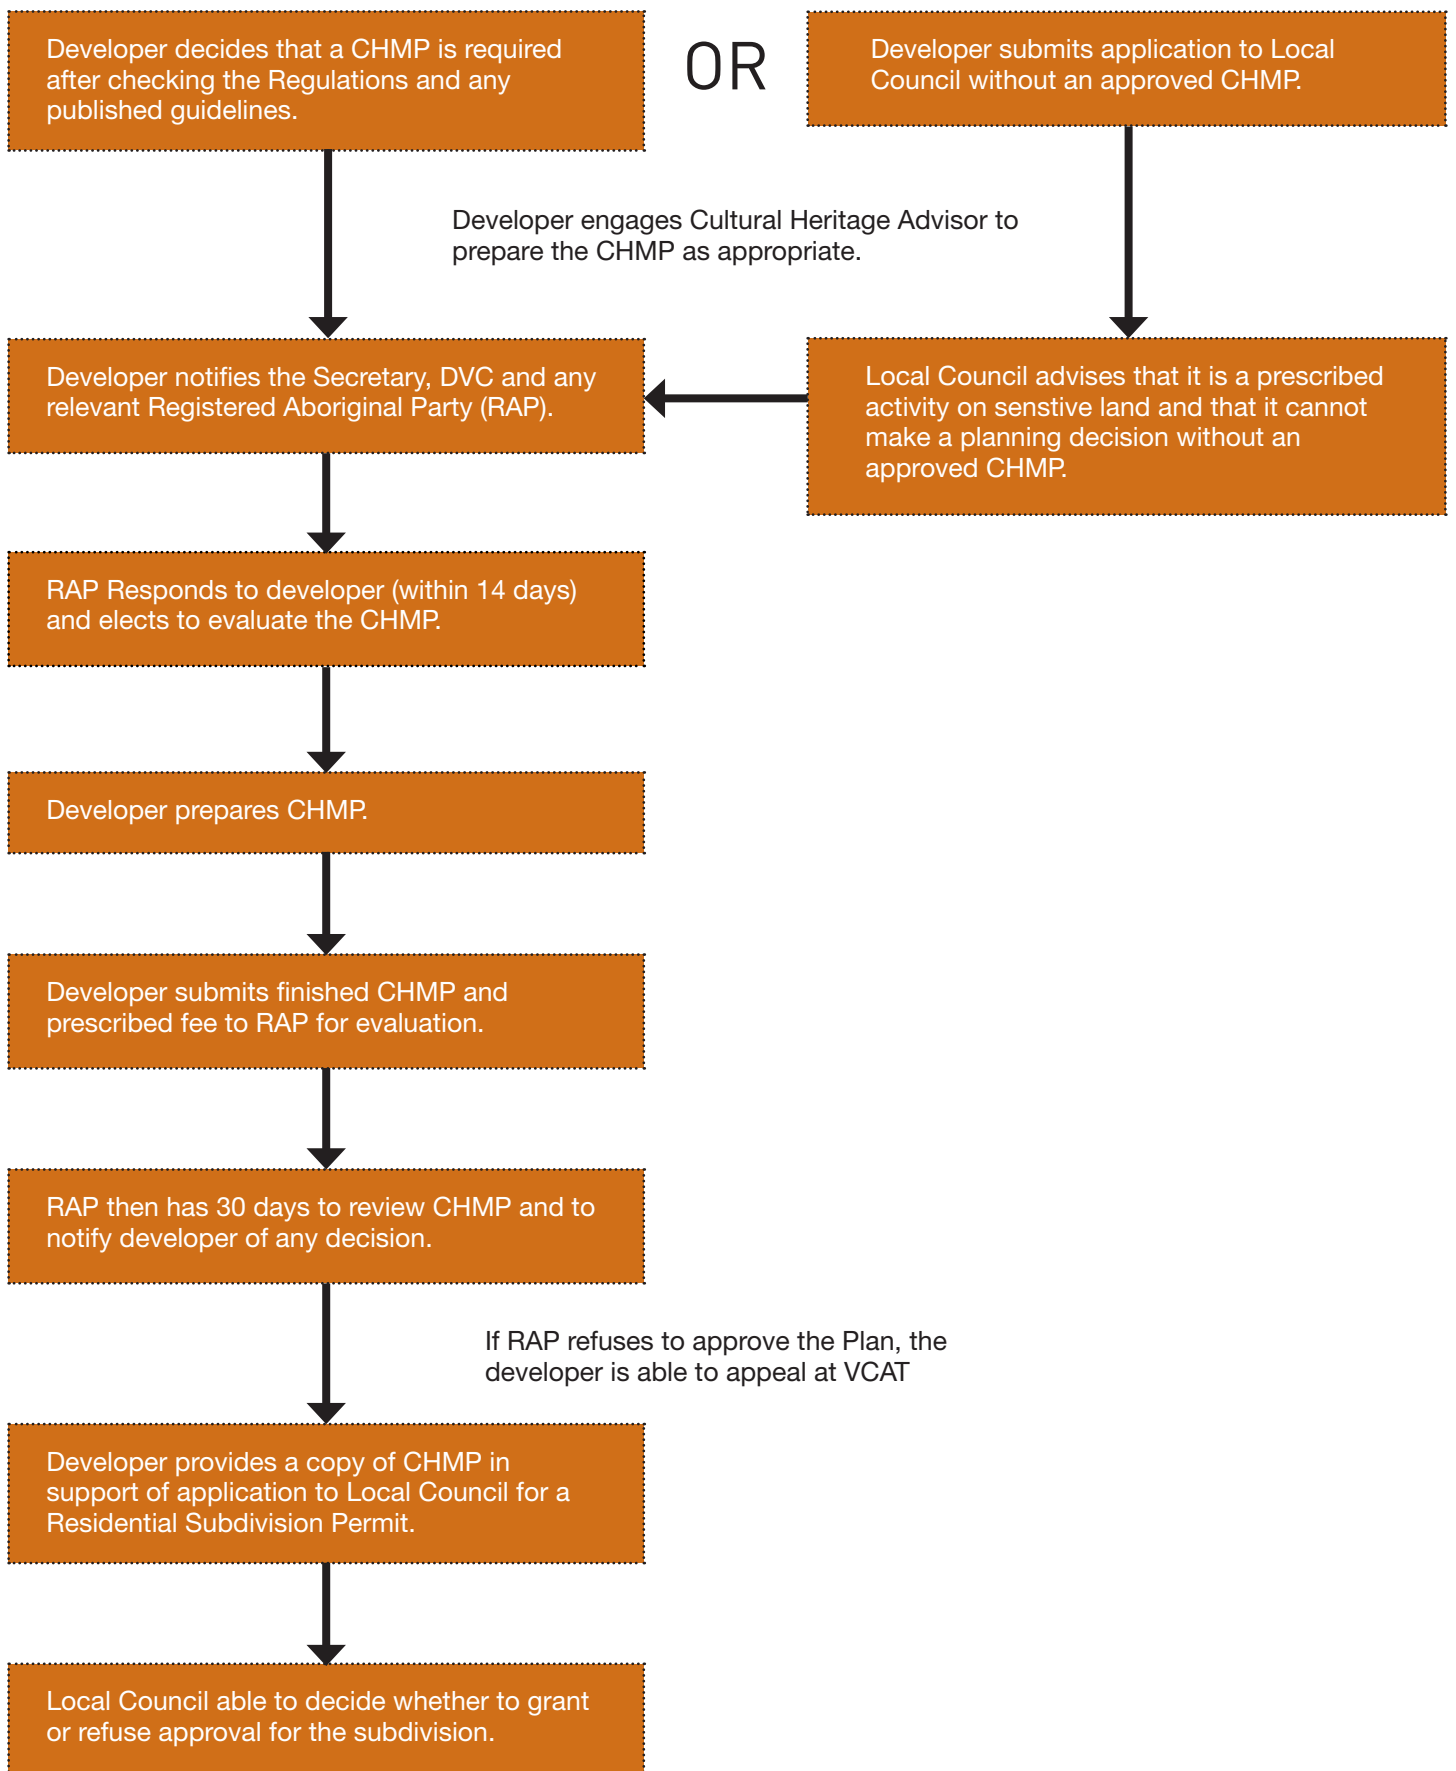 Developer decides that a CHMP is required
after checking the Regulations and any
published guidelines.
OR
Developer submits application to Local
Council without an approved CHMP.
Developer engages Cultural Heritage Advisor to
prepare the CHMP as appropriate.
Developer notifies the Secretary, DVC and any
relevant Registered Aboriginal Party (RAP).
Local Council advises that it is a prescribed
activity on senstive land and that it cannot
make a planning decision without an
approved CHMP.
RAP Responds to developer (within 14 days)
and elects to evaluate the CHMP.
Developer prepares CHMP.
Developer submits finished CHMP and
prescribed fee to RAP for evaluation.
RAP then has 30 days to review CHMP and to
notify developer of any decision.
If RAP refuses to approve the Plan, the
developer is able to appeal at VCAT
Developer provides a copy of CHMP in
support of application to Local Council for a
Residential Subdivision Permit.
Local Council able to decide whether to grant
or refuse approval for the subdivision.